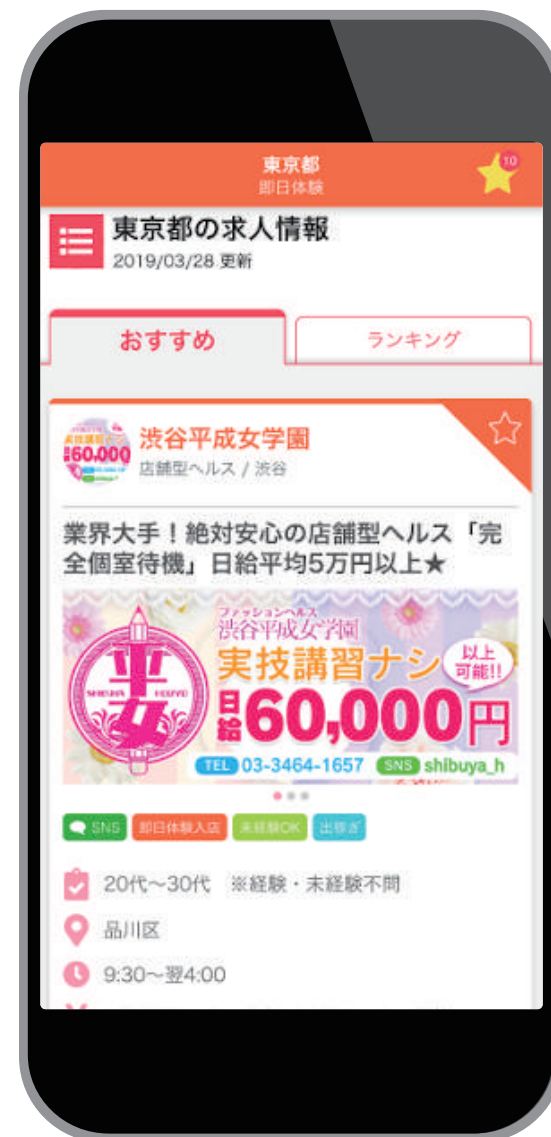 東京都
即日体験
10
東京都の求人情報
2019/03/28 更新
おすすめ
ランキング
¥60,000
渋谷平成女学園
店舗型ヘルス / 渋谷
業界大手！絶対安心の店舗型ヘルス「完
全個室待機」日給平均5万円以上★
ファッションヘルス
渋谷平成女学園
平女
実技講習ナシ
以上
可能!!
日給60,000円
TEL 03-3464-1657 SNS shibuya_h
SNS 即日体験入店 未経験OK 出稼ぎ
20代〜30代 ※経験・未経験不問
品川区
9:30〜翌4:00